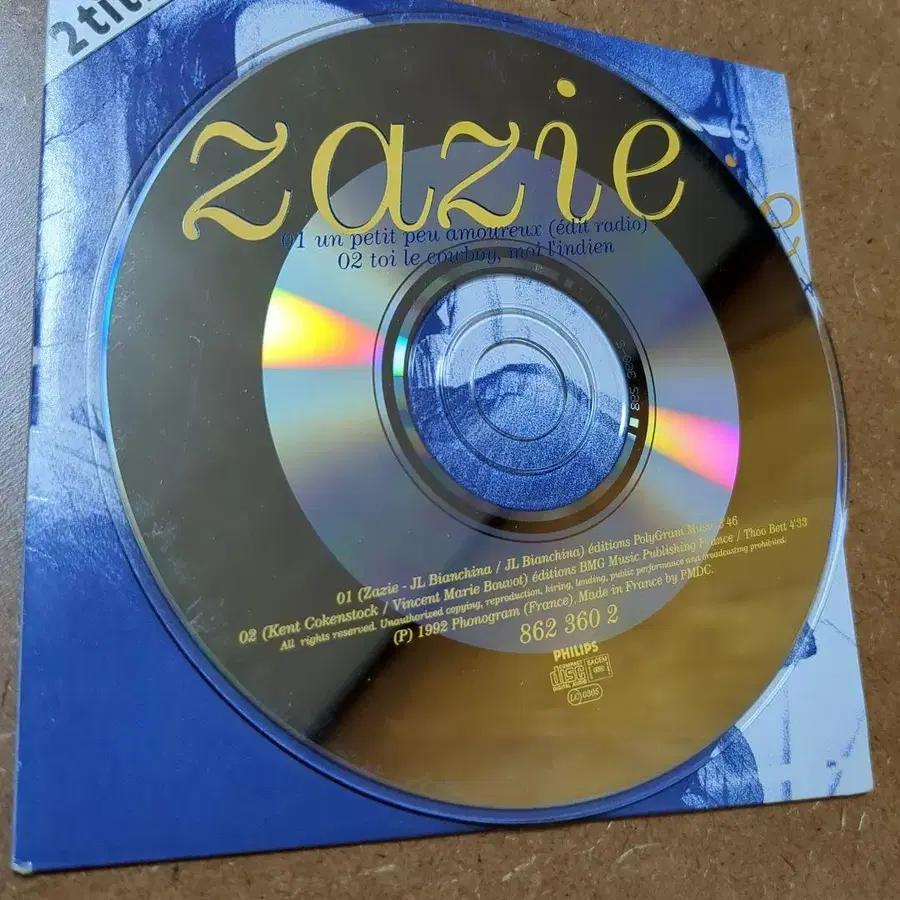 2 tit
zazie
01 un petit peu amoureux (édit radio)
02 toi le cowboy, moi l'indien
01 (Zazie - JL Bianchina / JL Bianchina) éditions PolyGram Music 3'46
02 (Kent Cokenstock / Vincent Marie Bouvot) éditions BMG Music Publishing France / Thoo Bett 4'33
All rights reserved. Unauthorized copying, reproduction, hiring, lending, public performance and broadcasting prohibited.
(P) 1992 Phonogram (France), Made in France by PMDC.
862 360 2
PHILIPS
COMPACT
disc
DIGITAL AUDIO
SACEM
LC 0305